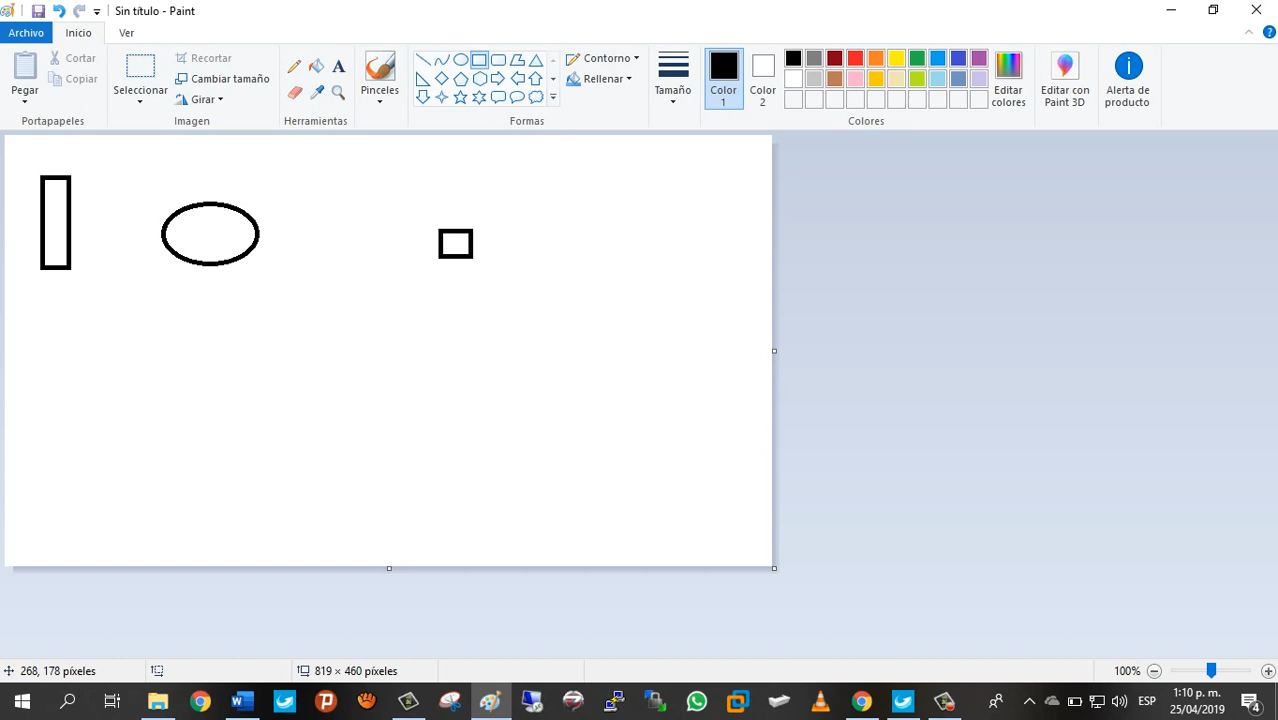 Sin título - Paint
Archivo Inicio Ver
Pegar
Cortar
Copiar
Portapapeles
Seleccionar
Recortar
Cambiar tamaño
Girar
Imagen
A
Herramientas
Pinceles
Contorno
Rellenar
Formas
Tamaño
Color 1
Color 2
Colores
Editar colores
Editar con Paint 3D
Alerta de producto
268, 178 píxeles
819 × 460 píxeles
100%
ESP
1:10 p. m.
25/04/2019
4